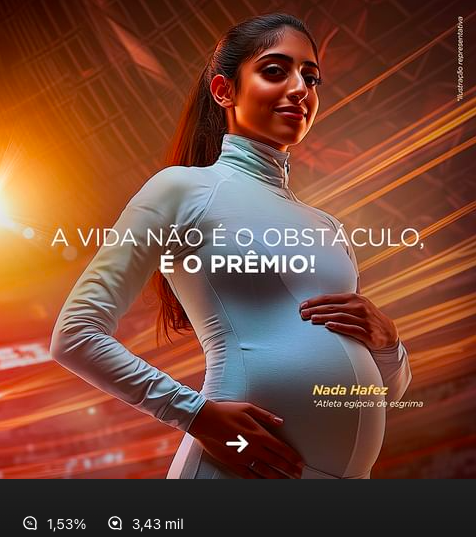 *Ilustração representativa
A VIDA NÃO É O OBSTÁCULO,
É O PRÊMIO!
Nada Hafez
*Atleta egípcia de esgrima
1,53%
3,43 mil